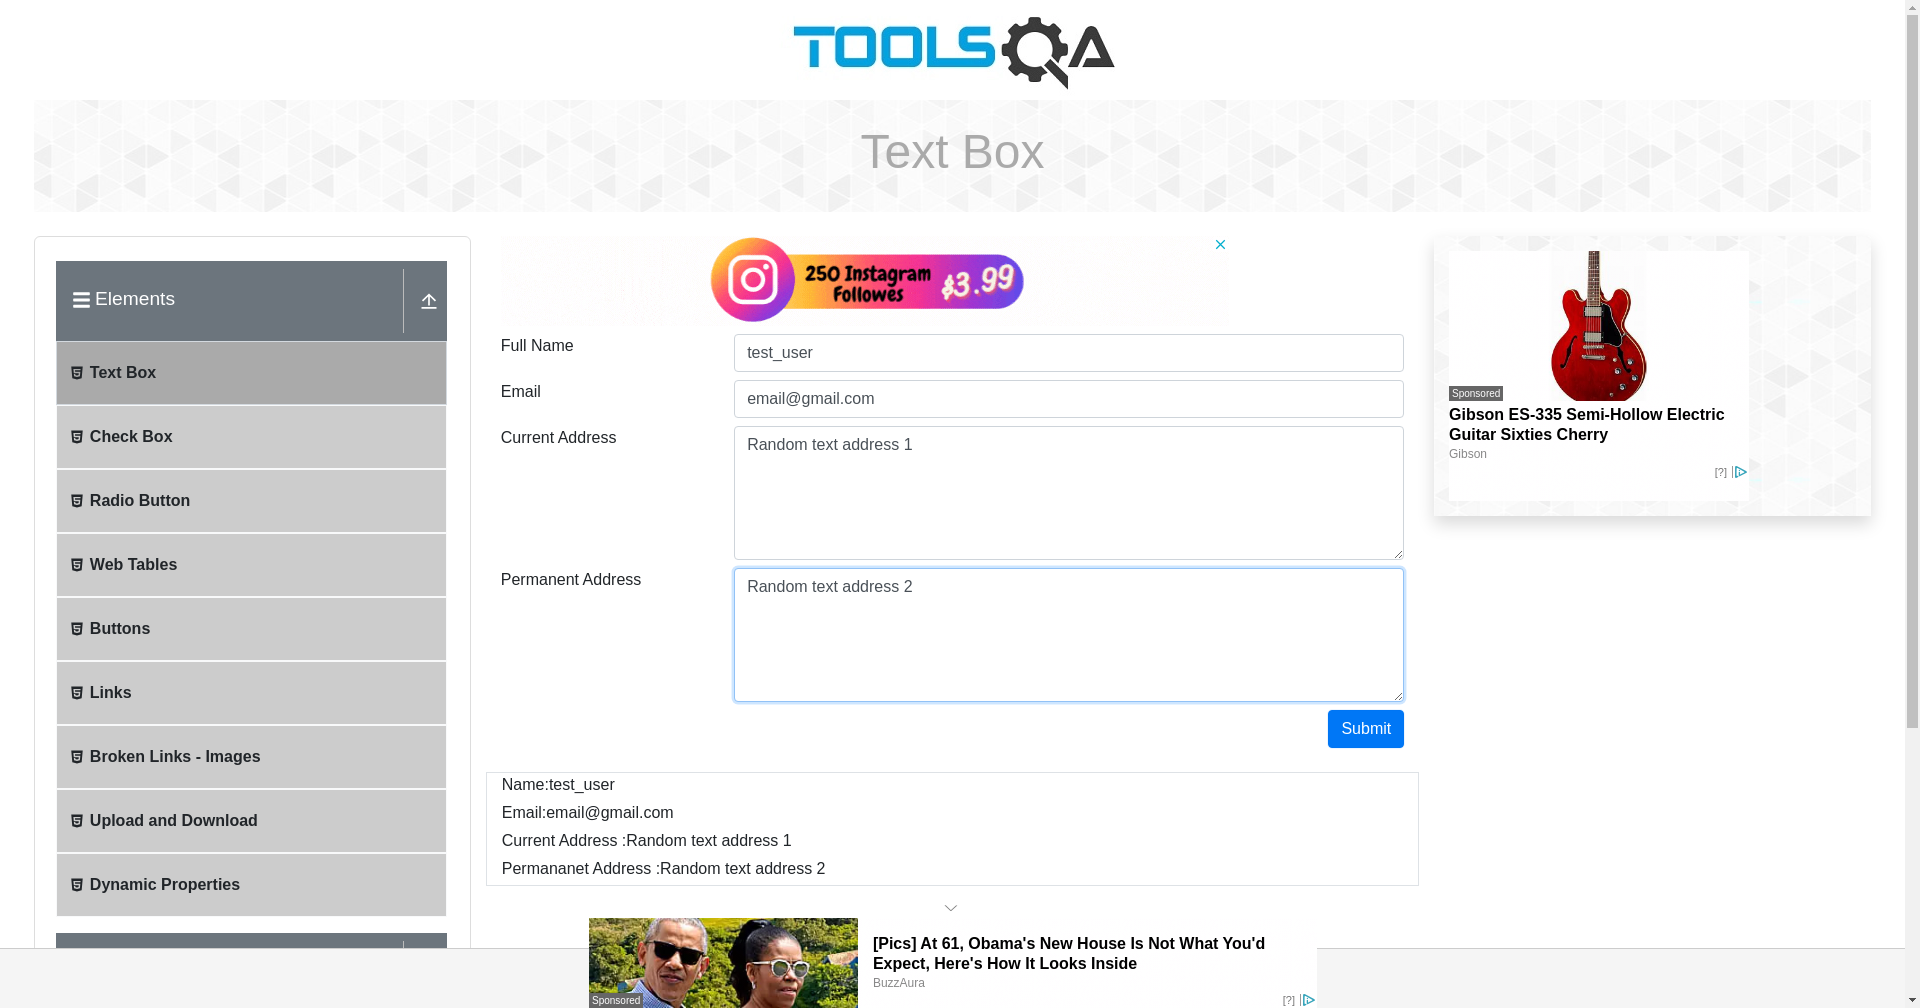 TOOLSQA
Text Box
Elements
Text Box
Check Box
Radio Button
Web Tables
Buttons
Links
Broken Links - Images
Upload and Download
Dynamic Properties
250 Instagram
Followes
$3.99
Full Name
test_user
Email
email@gmail.com
Current Address
Random text address 1
Permanent Address
Random text address 2
Submit
Name:test_user
Email:email@gmail.com
Current Address :Random text address 1
Permananet Address :Random text address 2
Sponsored
Gibson ES-335 Semi-Hollow Electric
Guitar Sixties Cherry
Gibson
[?]
[Pics] At 61, Obama's New House Is Not What You'd
Expect, Here's How It Looks Inside
BuzzAura
Sponsored
[?]